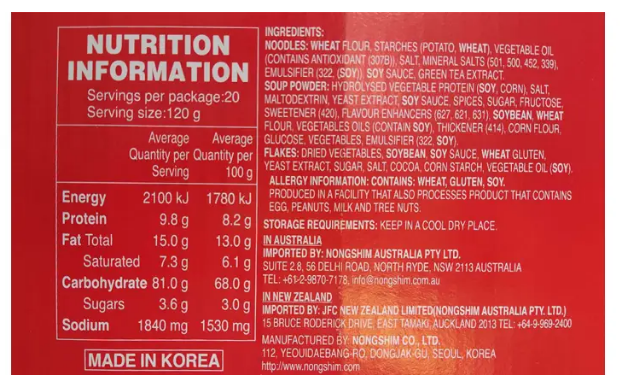 NUTRITION
INFORMATION
Servings per package:20
Serving size:120 g
Average Average
Quantity per Quantity per
Serving 100 g
Energy 2100 kJ 1780 kJ
Protein 9.8 g 8.2 g
Fat Total 15.0 g 13.0 g
Saturated 7.3 g 6.1 g
Carbohydrate 81.0 g 68.0 g
Sugars 3.6 g 3.0 g
Sodium 1840 mg 1530 mg
MADE IN KOREA
INGREDIENTS:
NOODLES: WHEAT FLOUR, STARCHES (POTATO, WHEAT), VEGETABLE OIL
(CONTAINS ANTIOXIDANT (307B)), SALT, MINERAL SALTS (501, 500, 452, 339),
EMULSIFIER (322, (SOY)), SOY SAUCE, GREEN TEA EXTRACT.
SOUP POWDER: HYDROLYSED VEGETABLE PROTEIN (SOY, CORN), SALT,
MALTODEXTRIN, YEAST EXTRACT, SOY SAUCE, SPICES, SUGAR, FRUCTOSE,
SWEETENER (420), FLAVOUR ENHANCERS (627, 621, 631), SOYBEAN, WHEAT
FLOUR, VEGETABLES OILS (CONTAIN SOY), THICKENER (414), CORN FLOUR,
GLUCOSE, VEGETABLES, EMULSIFIER (322, SOY).
FLAKES: DRIED VEGETABLES, SOYBEAN, SOY SAUCE, WHEAT GLUTEN,
YEAST EXTRACT, SUGAR, SALT, COCOA, CORN STARCH, VEGETABLE OIL (SOY).
ALLERGY INFORMATION: CONTAINS: WHEAT, GLUTEN, SOY.
PRODUCED IN A FACILITY THAT ALSO PROCESSES PRODUCT THAT CONTAINS
EGG, PEANUTS, MILK AND TREE NUTS.
STORAGE REQUIREMENTS: KEEP IN A COOL DRY PLACE.
IN AUSTRALIA
IMPORTED BY: NONGSHIM AUSTRALIA PTY LTD.
SUITE 2.8, 56 DELHI ROAD, NORTH RYDE, NSW 2113 AUSTRALIA
TEL: +61-2-9870-7178, info@nongshim.com.au
IN NEW ZEALAND
IMPORTED BY: JFC NEW ZEALAND LIMITED(NONGSHIM AUSTRALIA PTY. LTD.)
15 BRUCE RODERICK DRIVE, EAST TAMAKI, AUCKLAND 2013 TEL: +64-9-969-2400
MANUFACTURED BY: NONGSHIM CO., LTD.
112, YEOUIDAEBANG-RO, DONGJAK-GU, SEOUL, KOREA
http://www.nongshim.com